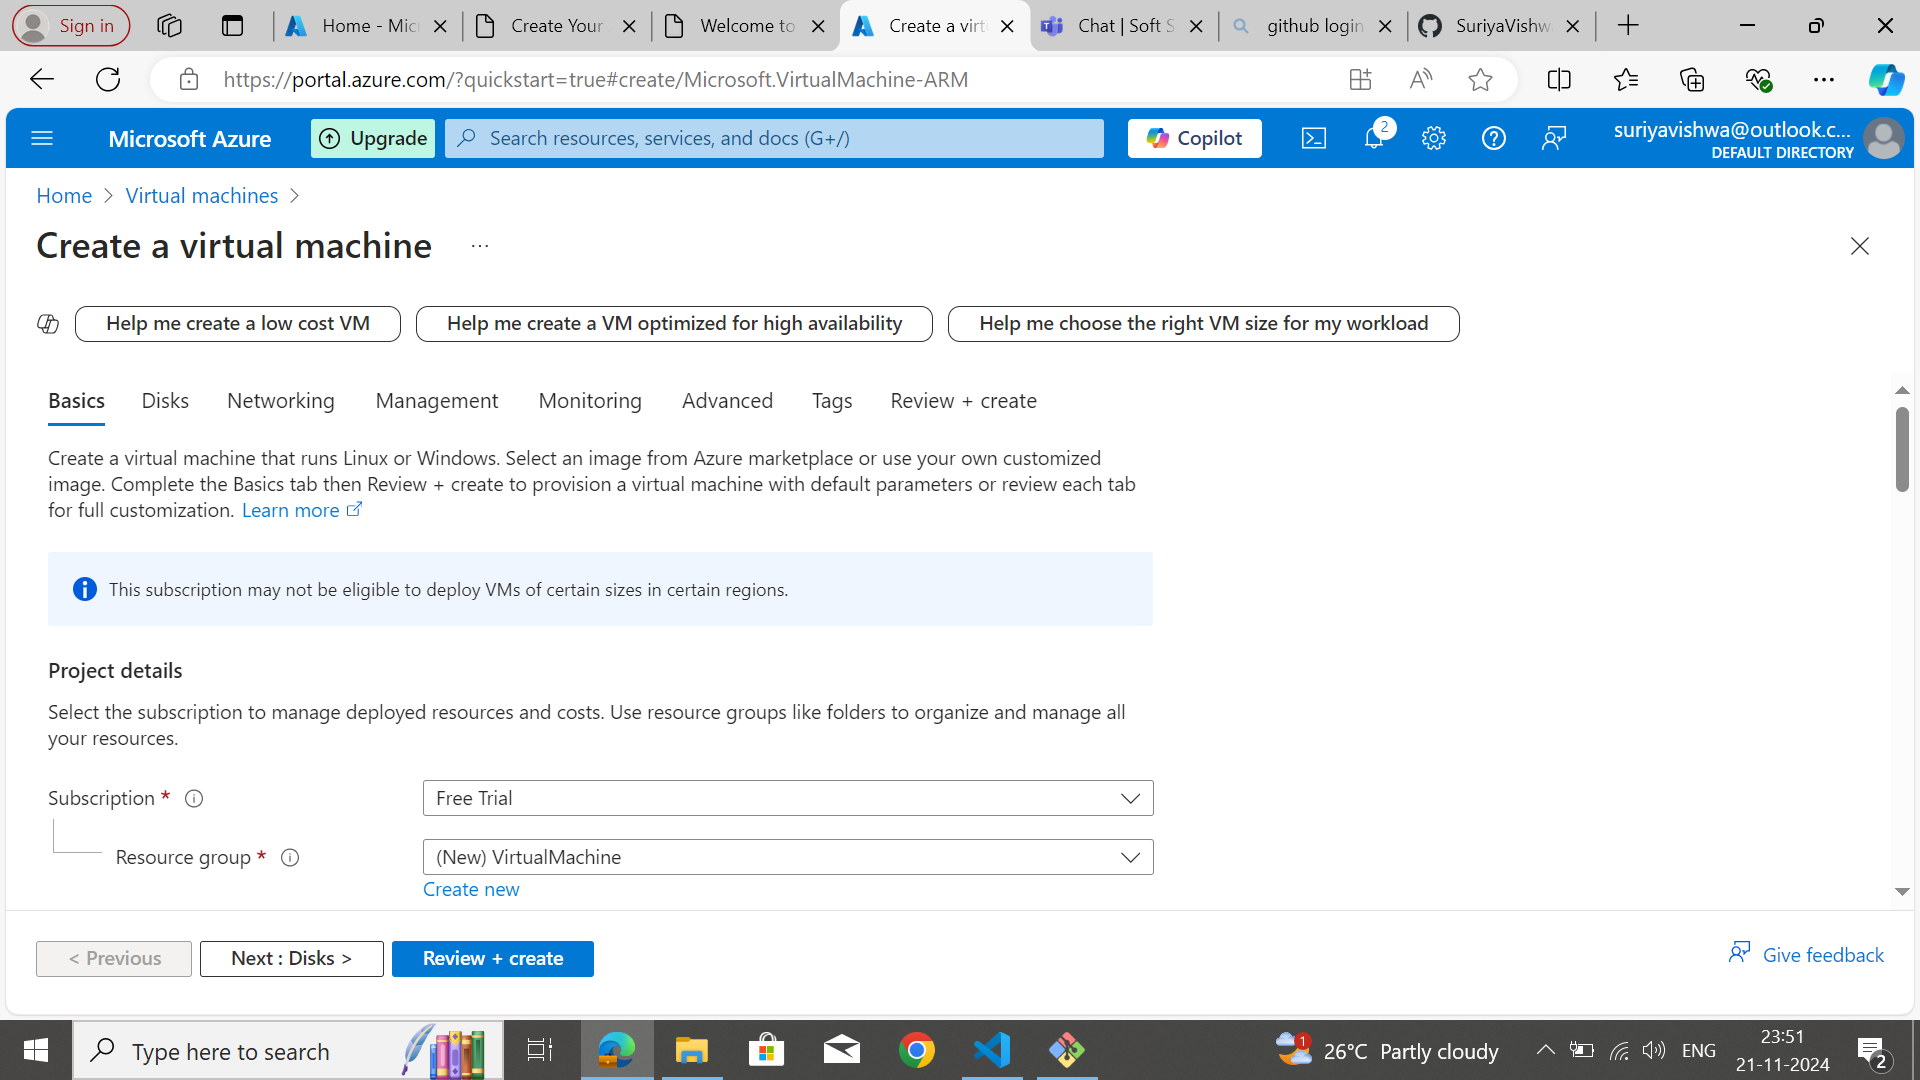 Sign in
Home - Mic
Create Your
Welcome to
Create a virt
Chat | Soft S
github login
SuriyaVishw
https://portal.azure.com/?quickstart=true#create/Microsoft.VirtualMachine-ARM
Microsoft Azure
Upgrade
Search resources, services, and docs (G+/)
Copilot
2
suriyavishwa@outlook.c...
DEFAULT DIRECTORY
Home > Virtual machines >
Create a virtual machine ...
Help me create a low cost VM
Help me create a VM optimized for high availability
Help me choose the right VM size for my workload
Basics Disks Networking Management Monitoring Advanced Tags Review + create
Create a virtual machine that runs Linux or Windows. Select an image from Azure marketplace or use your own customized
image. Complete the Basics tab then Review + create to provision a virtual machine with default parameters or review each tab
for full customization. Learn more
This subscription may not be eligible to deploy VMs of certain sizes in certain regions.
Project details
Select the subscription to manage deployed resources and costs. Use resource groups like folders to organize and manage all
your resources.
Subscription *
Free Trial
Resource group *
(New) VirtualMachine
Create new
< Previous
Next : Disks >
Review + create
Give feedback
Type here to search
1
26°C Partly cloudy
ENG
23:51
21-11-2024
2